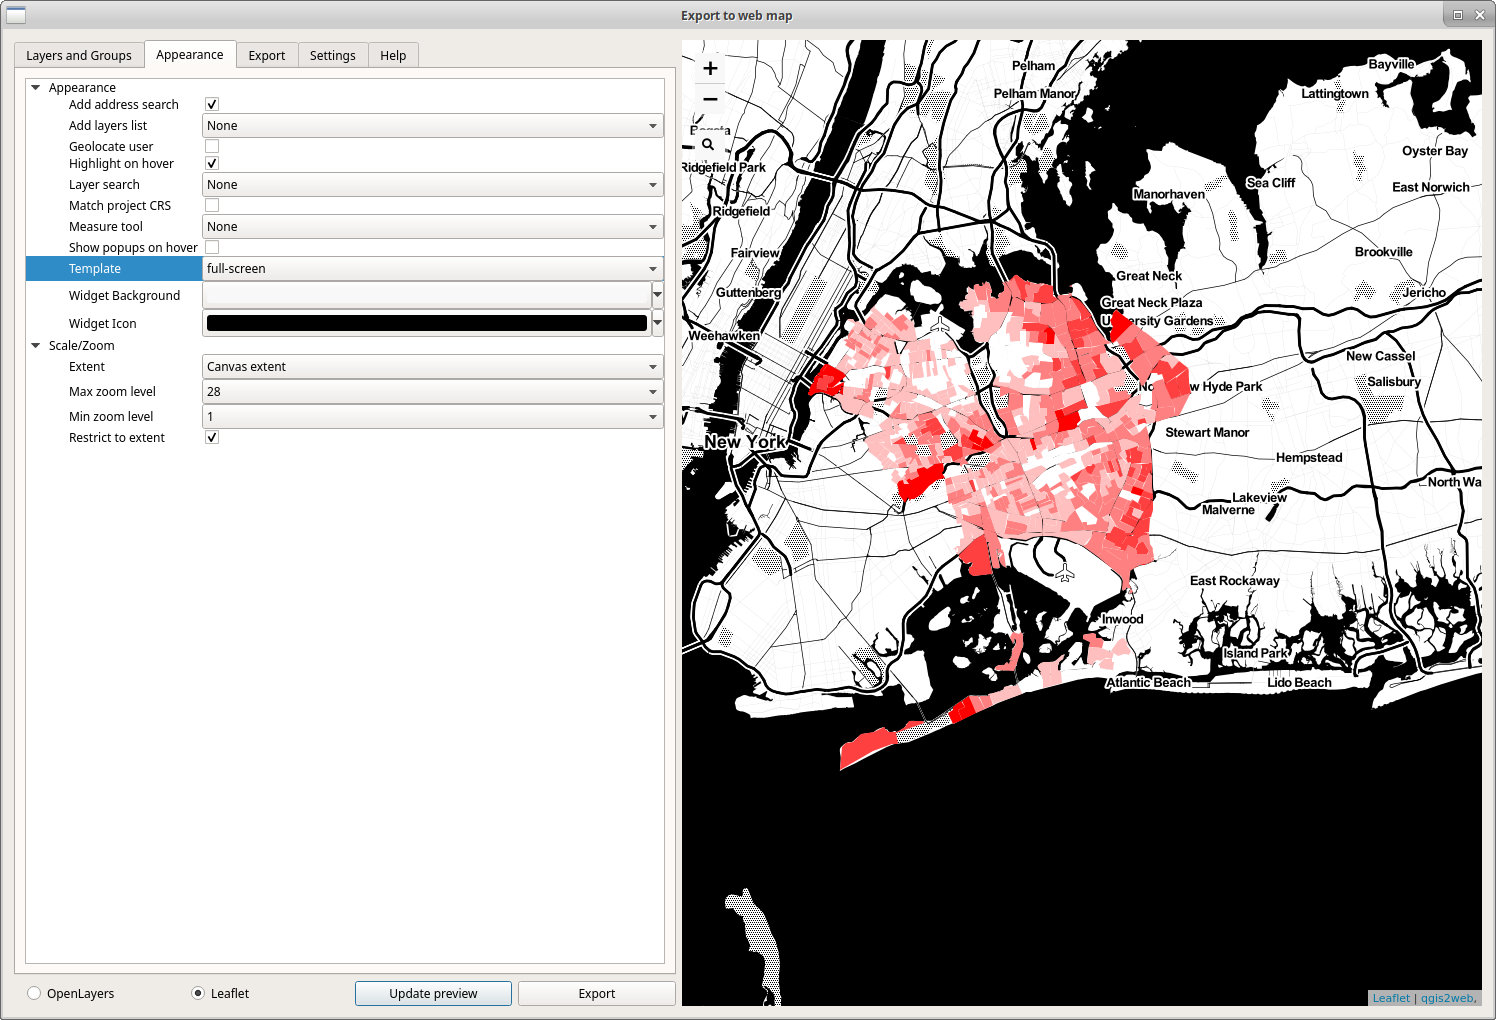 Export to web map
Layers and Groups
Appearance
Export
Settings
Help
Appearance
Add address search
Add layers list
None
Geolocate user
Highlight on hover
Layer search
None
Match project CRS
Measure tool
None
Show popups on hover
Template
full-screen
Widget Background
Widget Icon
Scale/Zoom
Extent
Canvas extent
Max zoom level
28
Min zoom level
1
Restrict to extent
OpenLayers
Leaflet
Update preview
Export
+
−
Pelham
Bayville
Pelham Manor
Lattingtown
Bogota
Oyster Bay
Ridgefield Park
Sea Cliff
East Norwich
Manorhaven
Ridgefield
Fairview
Brookville
Great Neck
Guttenberg
Jericho
Great Neck Plaza
University Gardens
Weehawken
New Cassel
Salisbury
w Hyde Park
Stewart Manor
New York
Hempstead
North Wa
Lakeview
Malverne
East Rockaway
Inwood
Island Park
Atlantic Beach
Lido Beach
Leaflet | qgis2web,